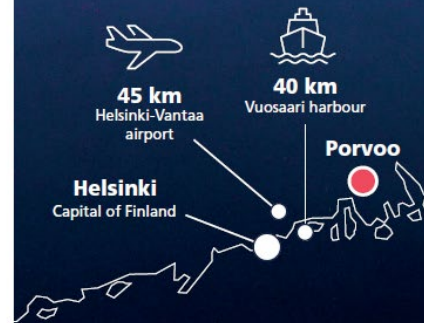 45 km
Helsinki-Vantaa
airport
40 km
Vuosaari harbour
Porvoo
Helsinki
Capital of Finland